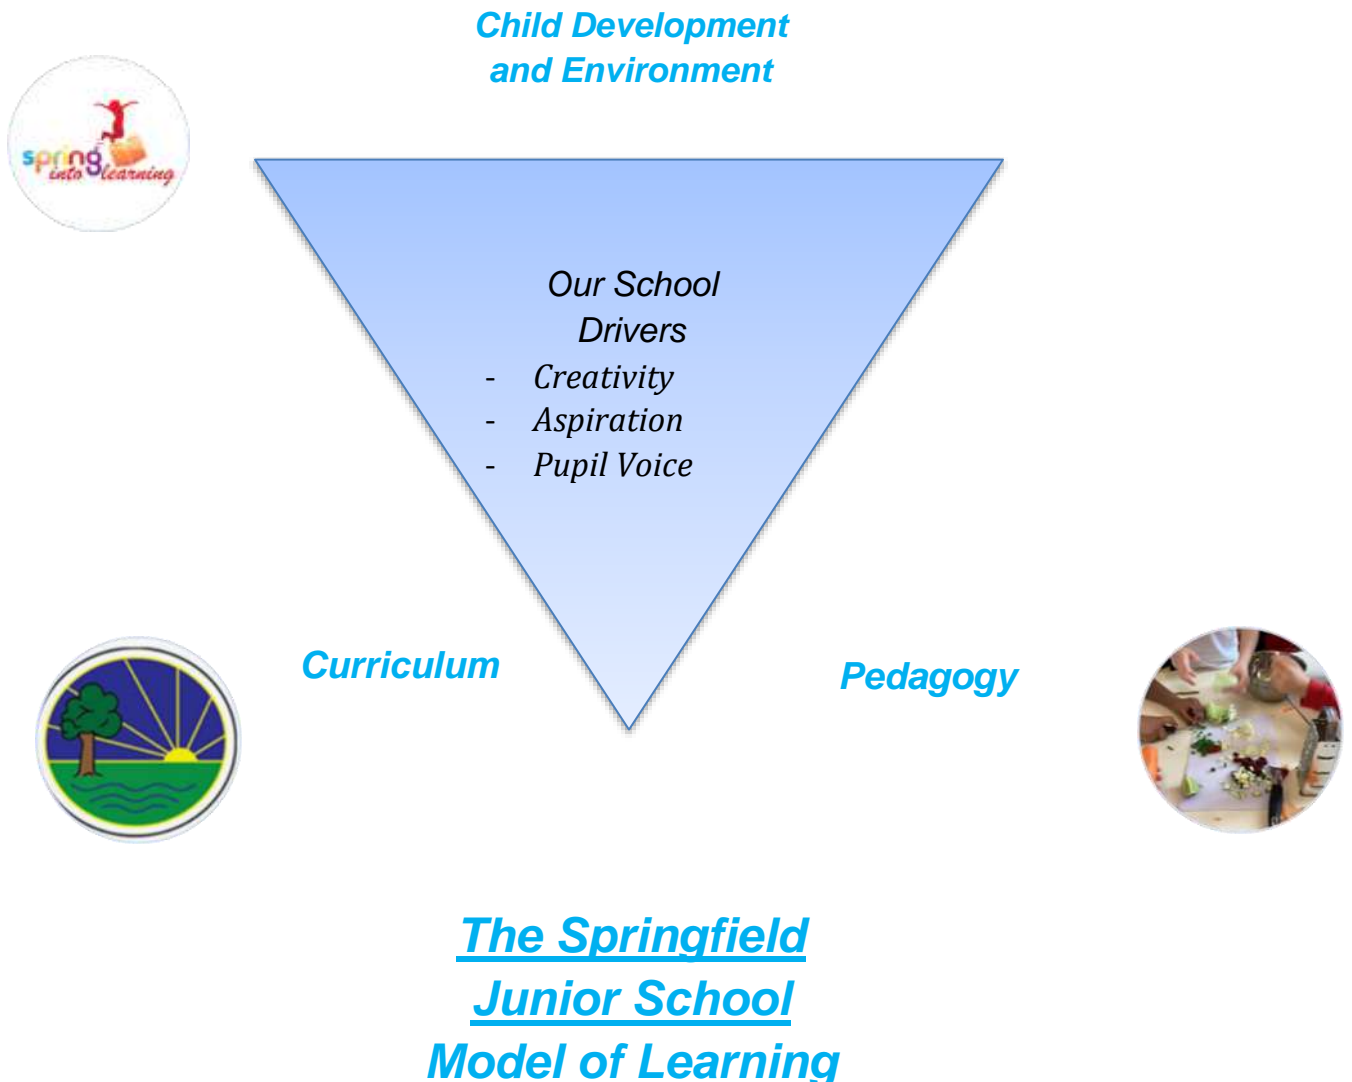 Child Development
and Environment
spring
into learning
Our School
Drivers
- Creativity
- Aspiration
- Pupil Voice
Curriculum
Pedagogy
The Springfield
Junior School
Model of Learning